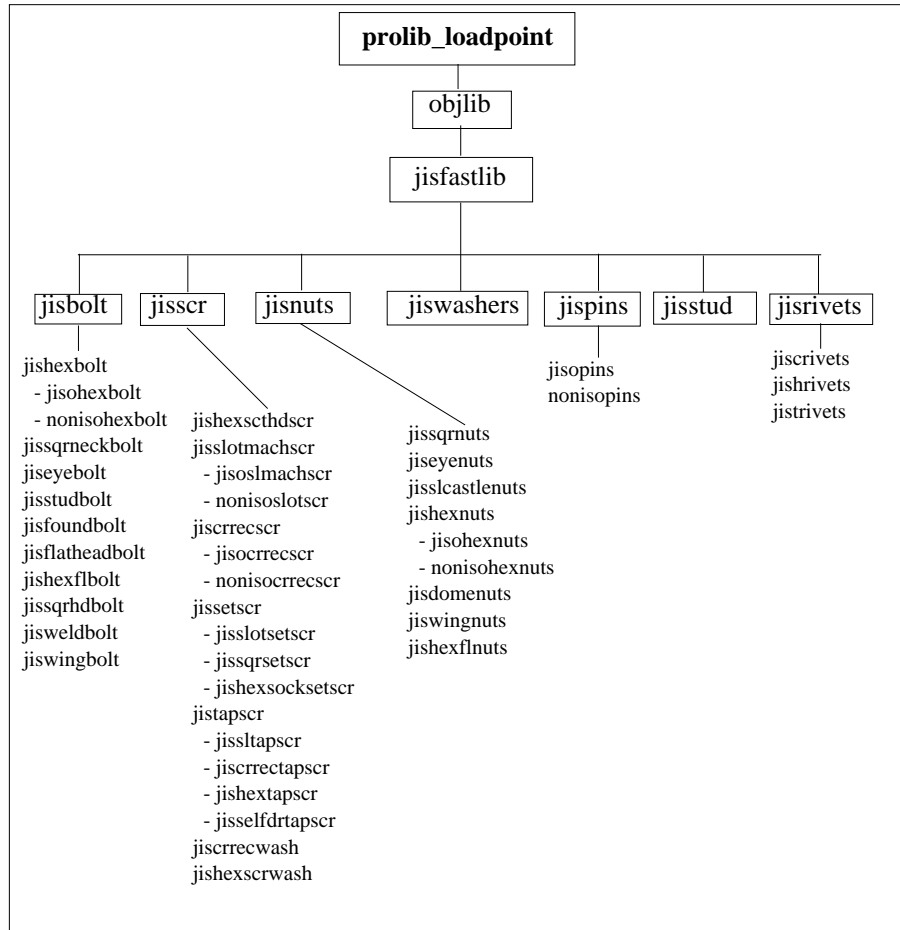 prolib_loadpoint
objlib
jisfastlib
jisbolt
jisscr
jisnuts
jiswashers
jispins
jisstud
jisrivets
jishexbolt
- jisohexbolt
- nonisohexbolt
jissqrneckbolt
jiseyebolt
jisstudbolt
jisfoundbolt
jisflatheadbolt
jishexflbolt
jissqrhdbolt
jisweldbolt
jiswingbolt
jishexscthdscr
jisslotmachscr
- jisoslmachscr
- nonisoslotscr
jiscrrecscr
- jisocrrecscr
- nonisocrrecscr
jissetscr
- jisslotsetscr
- jissqrsetscr
- jishexsocksetscr
jistapscr
- jissltapscr
- jiscrrectapscr
- jishextapscr
- jisselfdrtapscr
jiscrrecwash
jishexscrwash
jissqrnuts
jiseyenuts
jisslcastlenuts
jishexnuts
- jisohexnuts
- nonisohexnuts
jisdomenuts
jiswingnuts
jishexflnuts
jisopins
nonisopins
jiscrivets
jishrivets
jistrivets